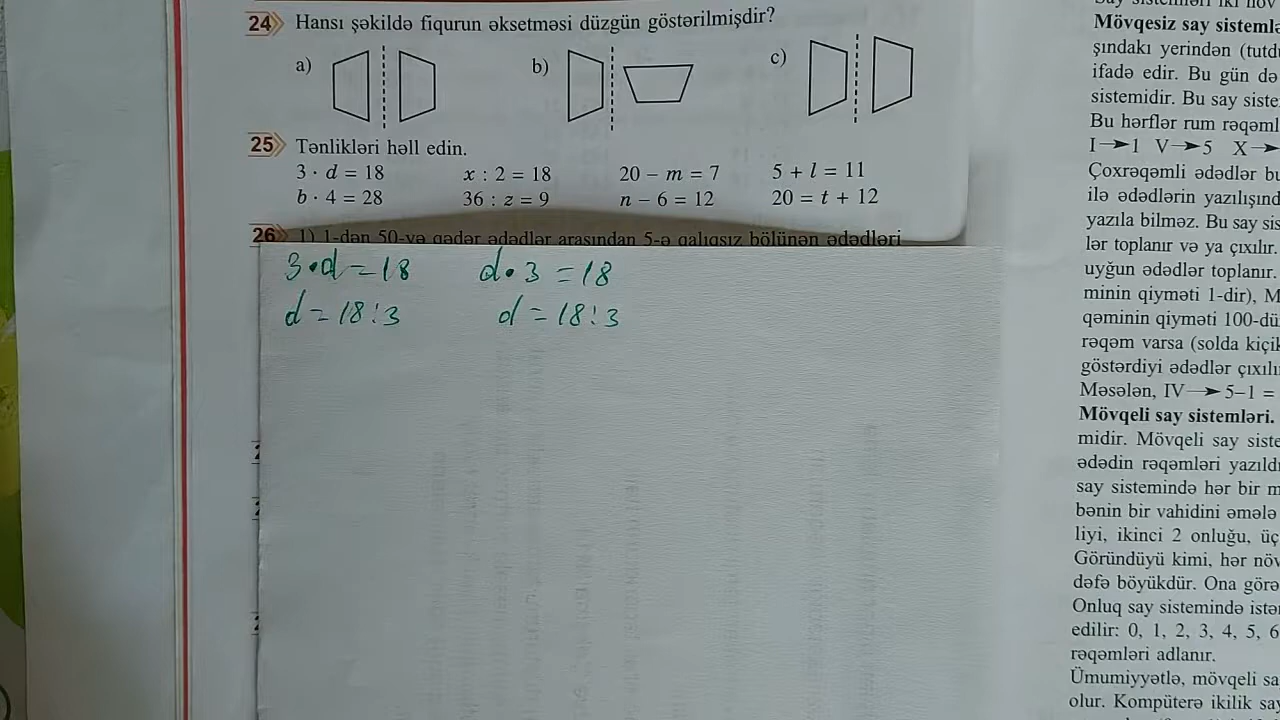 24 Hansı şəkildə fiqurun əksetməsi düzgün göstərilmişdir?
a) b) c)
25 Tənlikləri həll edin.
3 · d = 18 x : 2 = 18 20 − m = 7 5 + l = 11
b · 4 = 28 36 : z = 9 n − 6 = 12 20 = t + 12
26 1) 1-dən 50-yə qədər ədədlər arasından 5-ə qalıqsız bölünən ədədləri
3·d=18 d·3=18
d=18:3 d=18:3
Mövqesiz say sistemlə
şındakı yerindən (tutdu
ifadə edir. Bu gün də
sistemidir. Bu say siste
Bu hərflər rum rəqəml
I→1 V→5 X→
Çoxrəqəmli ədədlər bu
ilə ədədlərin yazılışınd
yazıla bilməz. Bu say sis
lər toplanır və ya çıxılır.
uyğun ədədlər toplanır.
minin qiyməti 1-dir), M
qəminin qiyməti 100-dü
rəqəm varsa (solda kiçik
göstərdiyi ədədlər çıxılı
Məsələn, IV→5−1 =
Mövqeli say sistemləri.
midir. Mövqeli say siste
ədədin rəqəmləri yazıldı
say sistemində hər bir m
bənin bir vahidini əmələ
liyi, ikinci 2 onluğu, üç
Göründüyü kimi, hər növ
dəfə böyükdür. Ona görə
Onluq say sistemində istə
edilir: 0, 1, 2, 3, 4, 5, 6
rəqəmləri adlanır.
Ümumiyyətlə, mövqeli sa
olur. Kompüterə ikilik say